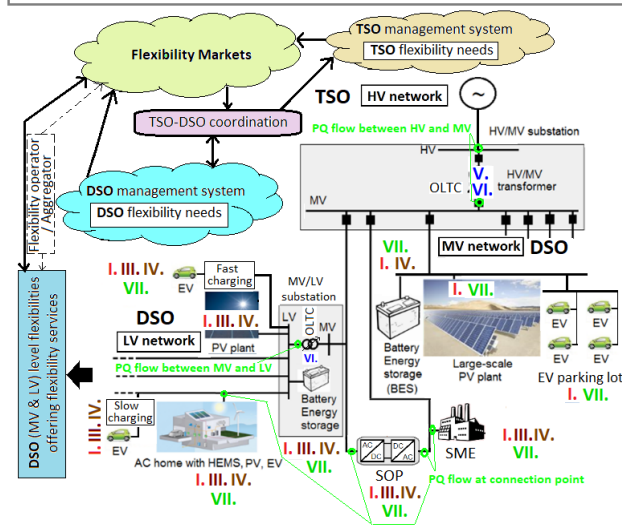 Flexibility Markets
TSO management system
TSO flexibility needs
TSO
HV network
~
TSO-DSO coordination
PQ flow between HV and MV
HV/MV substation
HV
V.
OLTC
VI.
HV/MV
transformer
MV
DSO management system
DSO flexibility needs
Flexibility operator
/ Aggregator
MV network
DSO
DSO (MV & LV) level flexibilities
offering flexibility services
I. III. IV.
VII.
EV
Fast
charging
I. III. IV.
PV plant
MV/LV
substation
LV
OLTC
MV
VI.
DSO
LV network
PQ flow between MV and LV
Battery
Energy
storage
I. III. IV.
VII.
VII.
I. IV.
Battery
Energy
storage
(BES)
I. VII.
Large-scale
PV plant
EV
EV
EV
EV
EV parking lot
I. VII.
Slow
charging
I. III. IV.
VII.
EV
AC home with HEMS, PV, EV
I. III. IV.
VII.
AC
DC
DC
AC
SOP
I. III. IV.
VII.
SME
I. III. IV.
VII.
PQ flow at connection point